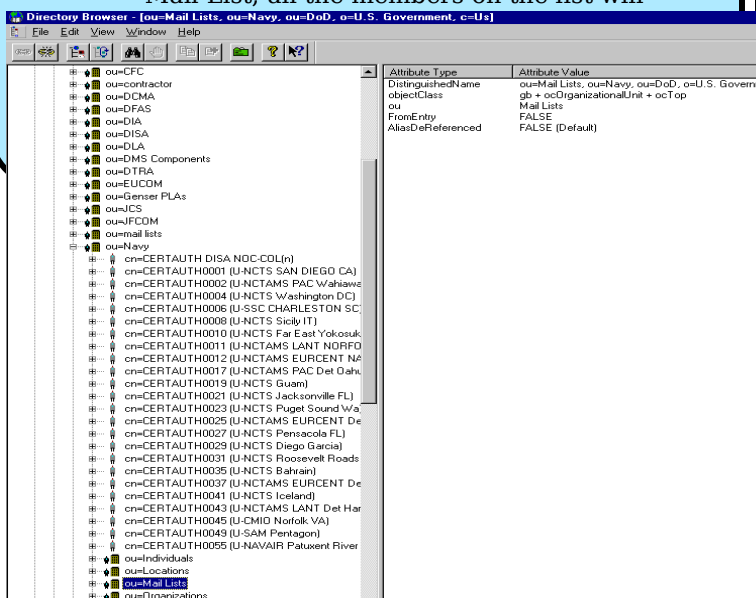 Mail List, all the members on the list will
Directory Browser - [ou=Mail Lists, ou=Navy, ou=DoD, o=U.S. Government, c=Us]
File Edit View Window Help
ou=CFC
ou=contractor
ou=DCMA
ou=DFAS
ou=DIA
ou=DISA
ou=DLA
ou=DMS Components
ou=DTRA
ou=EUCOM
ou=Genser PLAs
ou=JCS
ou=JFCOM
ou=mail lists
ou=Navy
cn=CERTAUTH DISA NOC-COL(n)
cn=CERTAUTH0001 (U-NCTS SAN DIEGO CA)
cn=CERTAUTH0002 (U-NCTAMS PAC Wahiawa
cn=CERTAUTH0004 (U-NCTS Washington DC)
cn=CERTAUTH0006 (U-SSC CHARLESTON SC)
cn=CERTAUTH0008 (U-NCTS Sicily IT)
cn=CERTAUTH0010 (U-NCTS Far East Yokosuk
cn=CERTAUTH0011 (U-NCTAMS LANT NORFO
cn=CERTAUTH0012 (U-NCTAMS EURCENT NA
cn=CERTAUTH0017 (U-NCTAMS PAC Det Oahu
cn=CERTAUTH0019 (U-NCTS Guam)
cn=CERTAUTH0021 (U-NCTS Jacksonville FL)
cn=CERTAUTH0023 (U-NCTS Puget Sound Wa)
cn=CERTAUTH0025 (U-NCTAMS EURCENT De
cn=CERTAUTH0027 (U-NCTS Pensacola FL)
cn=CERTAUTH0029 (U-NCTS Diego Garcia)
cn=CERTAUTH0031 (U-NCTS Roosevelt Roads
cn=CERTAUTH0035 (U-NCTS Bahrain)
cn=CERTAUTH0037 (U-NCTAMS EURCENT De
cn=CERTAUTH0041 (U-NCTS Iceland)
cn=CERTAUTH0043 (U-NCTAMS LANT Det Har
cn=CERTAUTH0045 (U-CMIO Norfolk VA)
cn=CERTAUTH0049 (U-SAM Pentagon)
cn=CERTAUTH0055 (U-NAVAIR Patuxent River
ou=Individuals
ou=Locations
ou=Mail Lists
ou=Organizations
Attribute Type Attribute Value
DistinguishedName ou=Mail Lists, ou=Navy, ou=DoD, o=U.S. Govern
objectClass gb + ocOrganizationalUnit + ocTop
ou Mail Lists
FromEntry FALSE
AliasDeReferenced FALSE (Default)